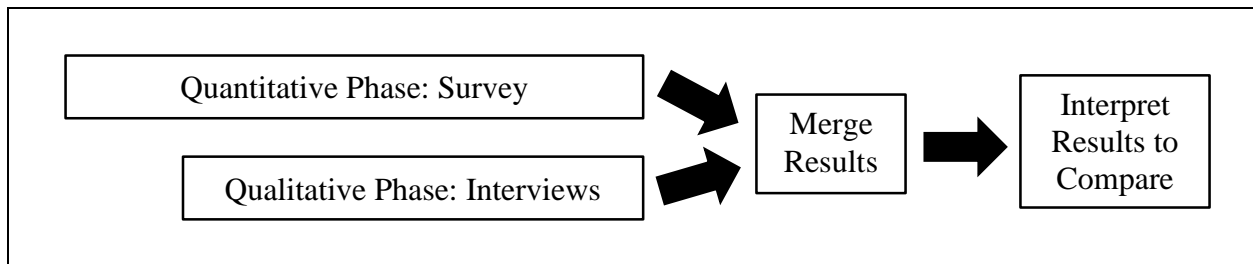 Quantitative Phase: Survey
Qualitative Phase: Interviews
Merge
Results
Interpret
Results to
Compare